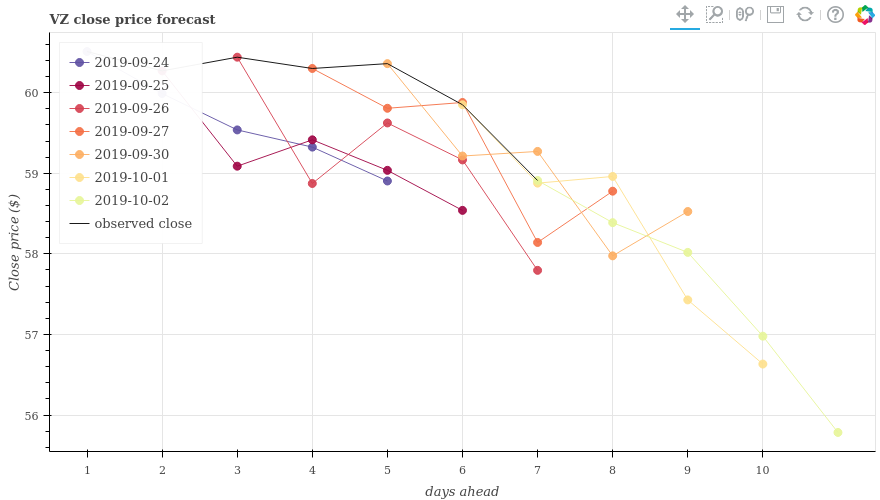 VZ close price forecast
2019-09-24
2019-09-25
2019-09-26
2019-09-27
2019-09-30
2019-10-01
2019-10-02
observed close
Close price ($)
60
59
58
57
56
1 2 3 4 5 6 7 8 9 10
days ahead